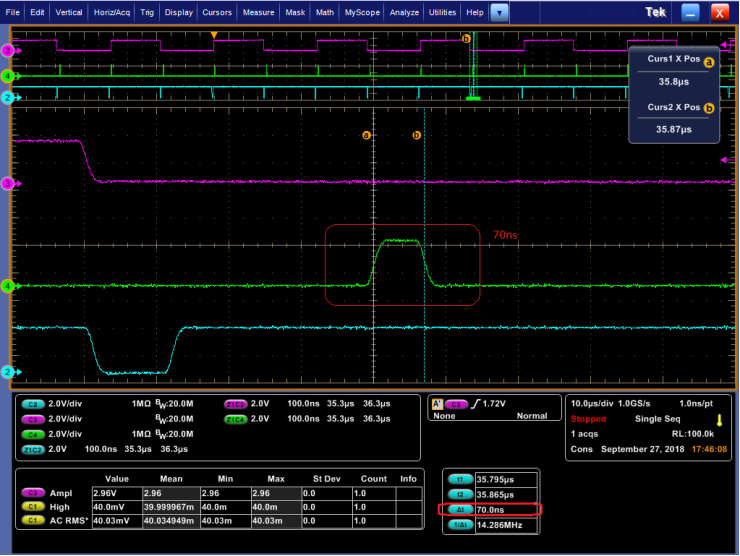 File Edit Vertical Horiz/Acq Trig Display Cursors Measure Mask Math MyScope Analyze Utilities Help Tek X
b
3
4
2
Curs1 X Pos a
35.8µs
Curs2 X Pos b
35.87µs
a b
3
70ns
4
2
C2 2.0V/div 1MΩ BW:20.0M
C3 2.0V/div BW:20.0M
C4 2.0V/div 1MΩ BW:20.0M
Z1C2 2.0V 100.0ns 35.3µs 36.3µs
Z1C3 2.0V 100.0ns 35.3µs 36.3µs
Z1C4 2.0V 100.0ns 35.3µs 36.3µs
A' C3 1.72V
None Normal
10.0µs/div 1.0GS/s 1.0ns/pt
Stopped Single Seq
1 acqs RL:100.0k
Cons September 27, 2018 17:46:08
Value Mean Min Max St Dev Count Info
C3 Ampl 2.96V 2.96 2.96 2.96 0.0 1.0
C1 High 40.0mV 39.999967m 40.0m 40.0m 0.0 1.0
C1 AC RMS* 40.03mV 40.034949m 40.03m 40.03m 0.0 1.0
t1 35.795µs
t2 35.865µs
Δt 70.0ns
1/Δt 14.286MHz